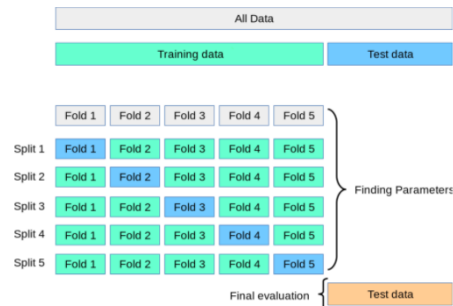 All Data
Training data Test data
Fold 1 Fold 2 Fold 3 Fold 4 Fold 5
Split 1 Fold 1 Fold 2 Fold 3 Fold 4 Fold 5
Split 2 Fold 1 Fold 2 Fold 3 Fold 4 Fold 5
Finding Parameters
Split 3 Fold 1 Fold 2 Fold 3 Fold 4 Fold 5
Split 4 Fold 1 Fold 2 Fold 3 Fold 4 Fold 5
Split 5 Fold 1 Fold 2 Fold 3 Fold 4 Fold 5
Final evaluation Test data